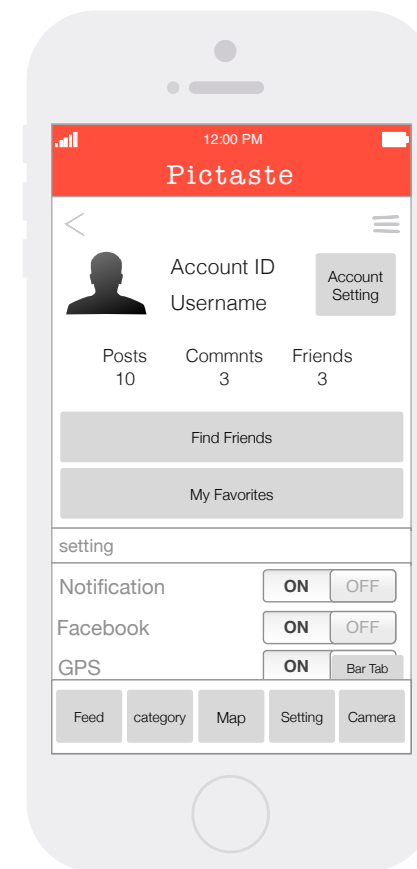 12:00 PM
Pictaste
Account ID
Username
Account
Setting
Posts Commnts Friends
10 3 3
Find Friends
My Favorites
setting
Notification ON OFF
Facebook ON OFF
GPS ON Bar Tab
Feed category Map Setting Camera